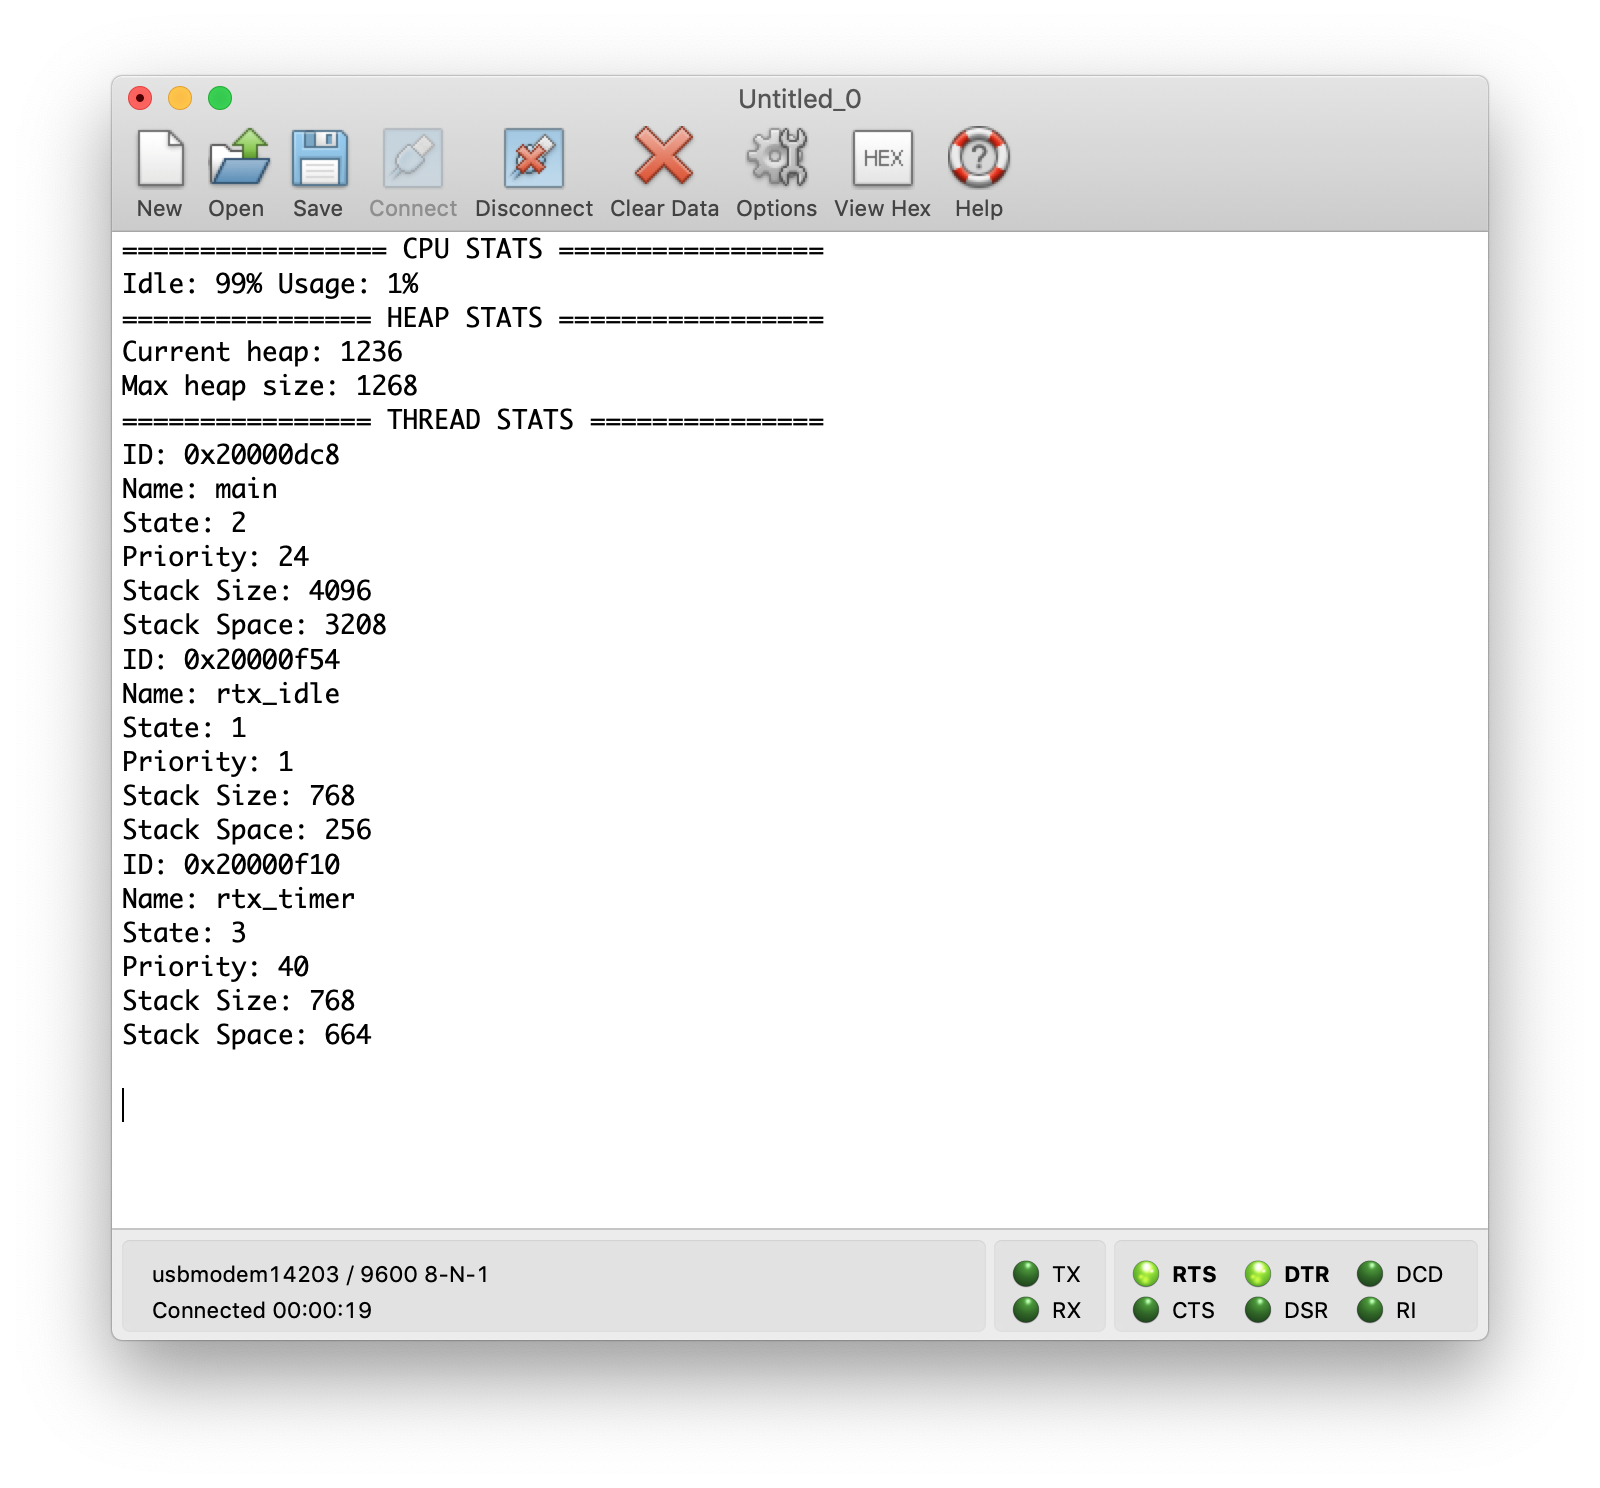 Untitled_0
New Open Save Connect Disconnect Clear Data Options HEX View Hex ? Help
================= CPU STATS =================
Idle: 99% Usage: 1%
================ HEAP STATS =================
Current heap: 1236
Max heap size: 1268
================ THREAD STATS ===============
ID: 0x20000dc8
Name: main
State: 2
Priority: 24
Stack Size: 4096
Stack Space: 3208
ID: 0x20000f54
Name: rtx_idle
State: 1
Priority: 1
Stack Size: 768
Stack Space: 256
ID: 0x20000f10
Name: rtx_timer
State: 3
Priority: 40
Stack Size: 768
Stack Space: 664
usbmodem14203 / 9600 8-N-1
Connected 00:00:19
TX RTS DTR DCD
RX CTS DSR RI